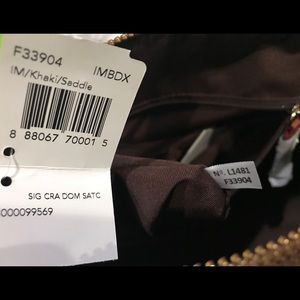 F33904
IMBDX
IM/Khaki/Saddle
8 88067 70001 5
SIG CRA DOM SATC
000099569
Nº. L1481
F33904